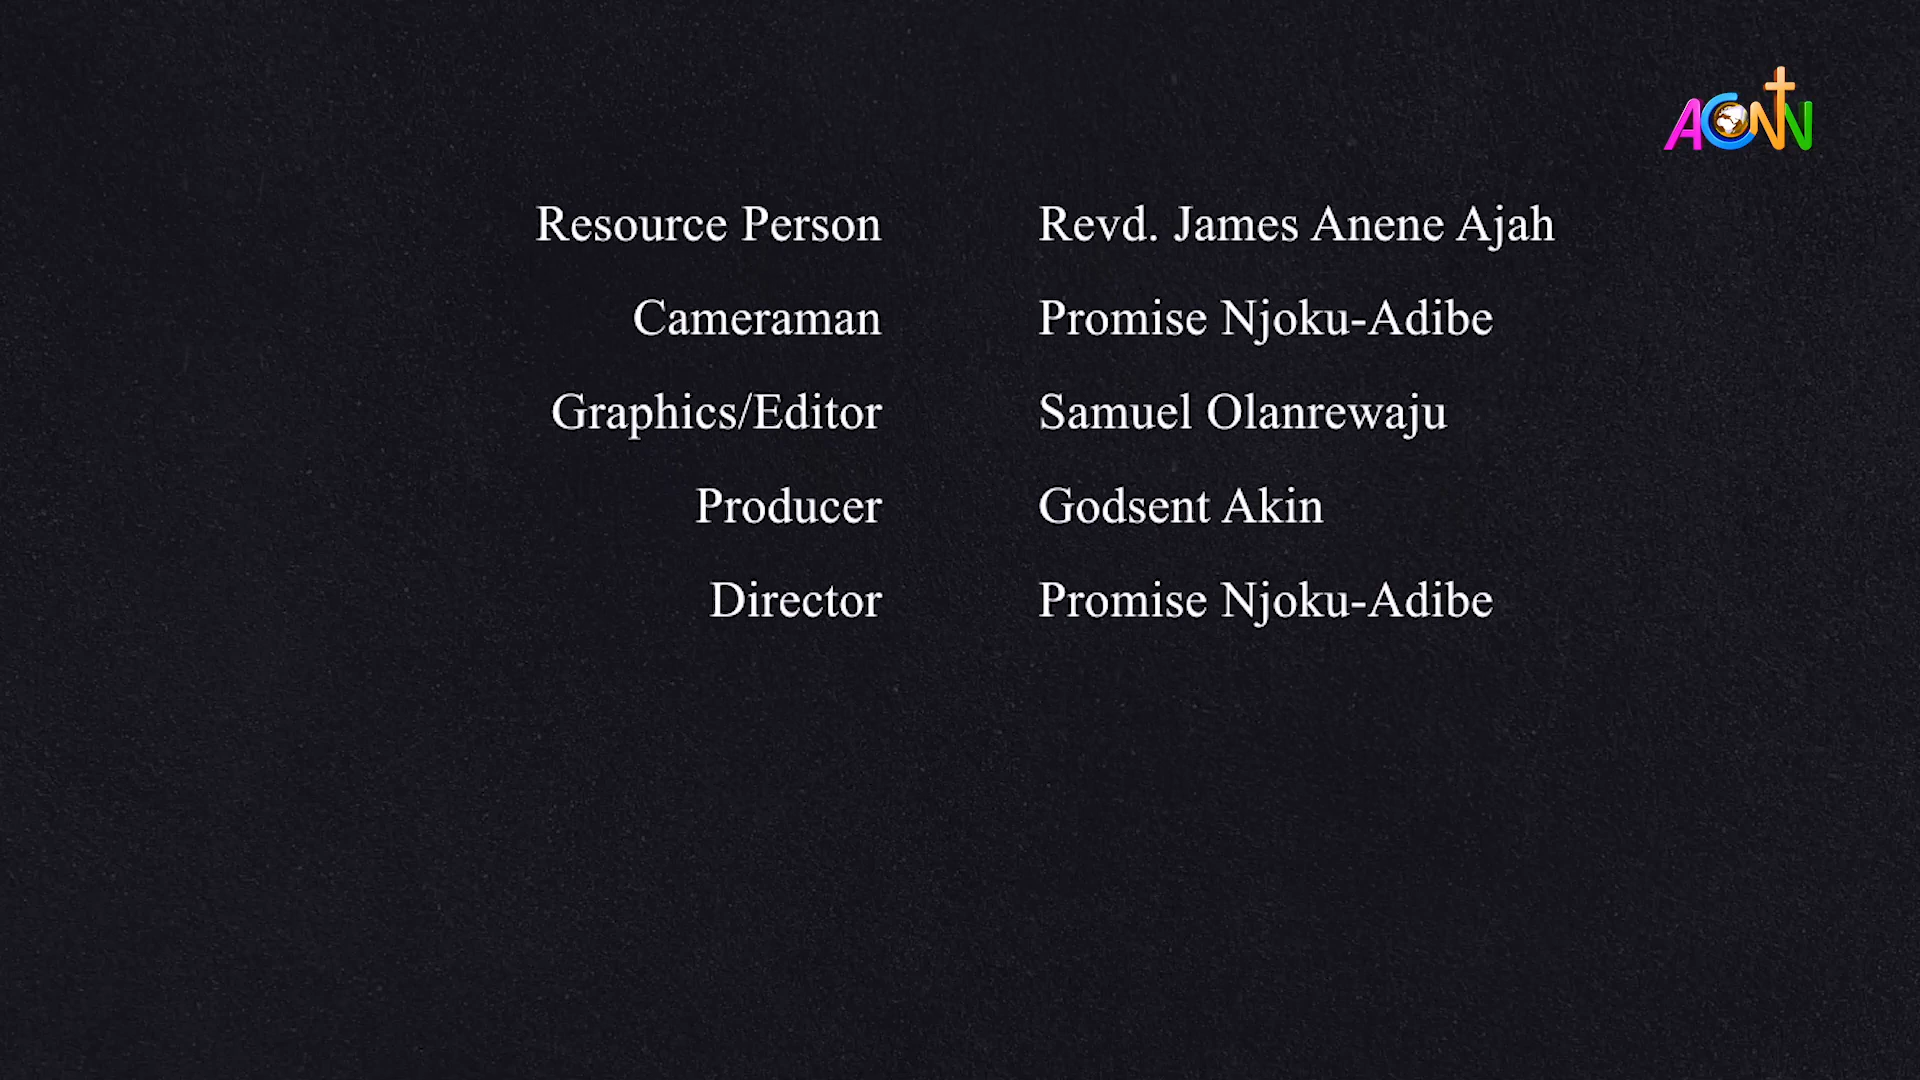 ACNN
Resource Person Revd. James Anene Ajah
Cameraman Promise Njoku-Adibe
Graphics/Editor Samuel Olanrewaju
Producer Godsent Akin
Director Promise Njoku-Adibe